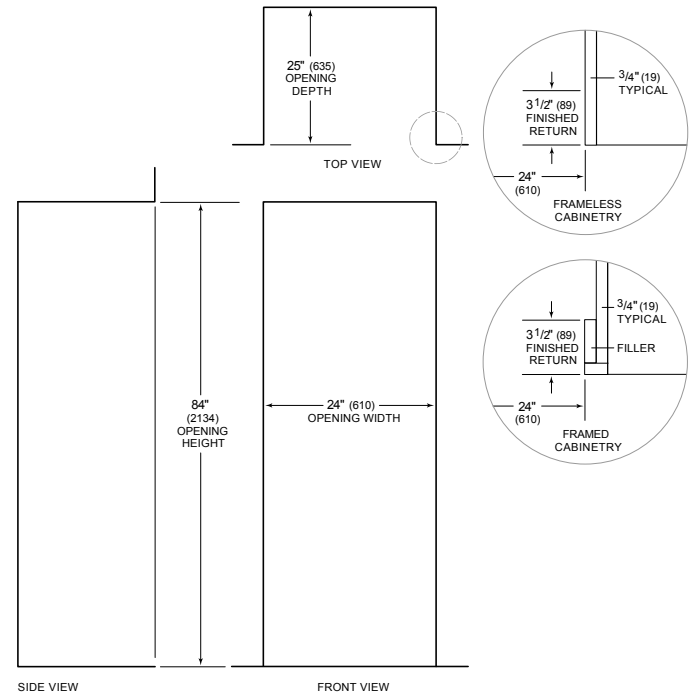 25" (635)
OPENING
DEPTH
TOP VIEW
3/4" (19)
TYPICAL
3 1/2" (89)
FINISHED
RETURN
24"
(610)
FRAMELESS
CABINETRY
3/4" (19)
TYPICAL
3 1/2" (89)
FINISHED
RETURN
FILLER
24"
(610)
FRAMED
CABINETRY
84"
(2134)
OPENING
HEIGHT
24" (610)
OPENING WIDTH
SIDE VIEW
FRONT VIEW